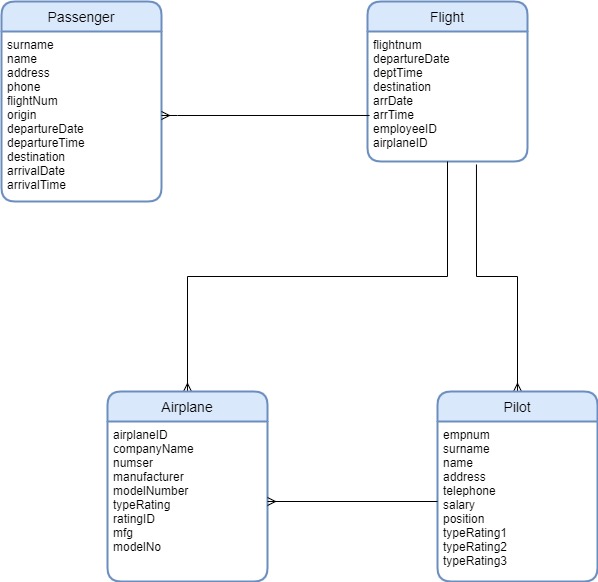 Passenger
surname
name
address
phone
flightNum
origin
departureDate
departureTime
destination
arrivalDate
arrivalTime
Flight
flightnum
departureDate
deptTime
destination
arrDate
arrTime
employeeID
airplaneID
Airplane
airplaneID
companyName
numser
manufacturer
modelNumber
typeRating
ratingID
mfg
modelNo
Pilot
empnum
surname
name
address
telephone
salary
position
typeRating1
typeRating2
typeRating3